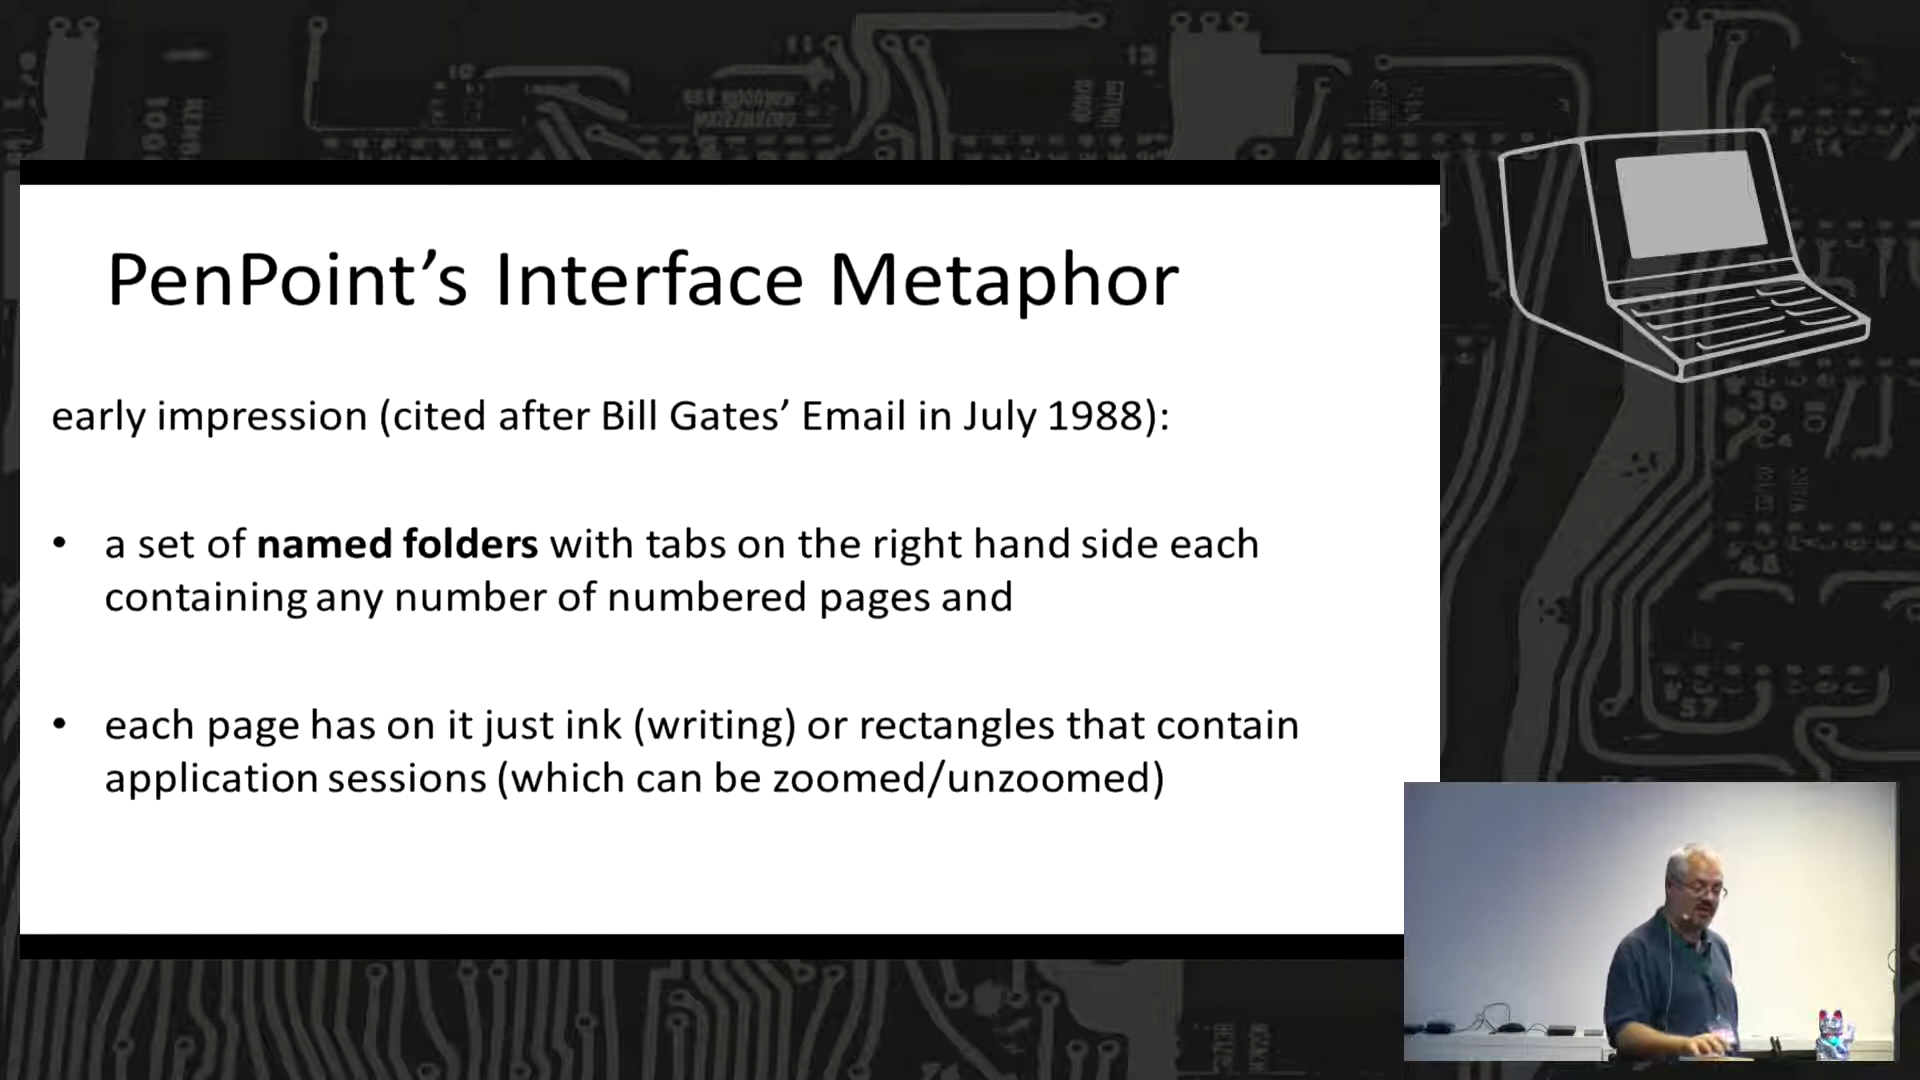 PenPoint’s Interface Metaphor
early impression (cited after Bill Gates’ Email in July 1988):
• a set of named folders with tabs on the right hand side each
containing any number of numbered pages and
• each page has on it just ink (writing) or rectangles that contain
application sessions (which can be zoomed/unzoomed)